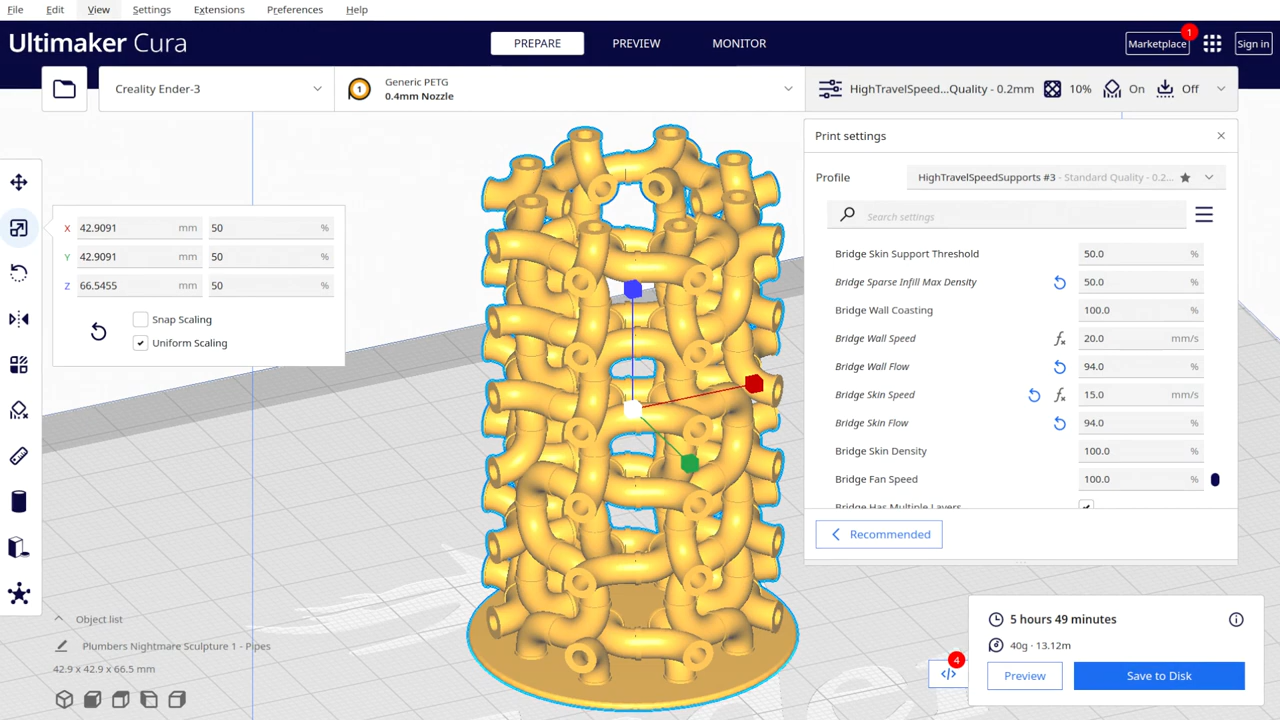 File Edit View Settings Extensions Preferences Help
Ultimaker Cura
PREPARE PREVIEW MONITOR
Marketplace 1
Sign in
Creality Ender-3
1
Generic PETG
0.4mm Nozzle
HighTravelSpeed...Quality - 0.2mm 10% On Off
Print settings
Profile HighTravelSpeedSupports #3 - Standard Quality - 0.2...
Search settings
X 42.9091 mm 50 %
Y 42.9091 mm 50 %
Z 66.5455 mm 50 %
Snap Scaling
Uniform Scaling
Bridge Skin Support Threshold 50.0 %
Bridge Sparse Infill Max Density 50.0 %
Bridge Wall Coasting 100.0 %
Bridge Wall Speed 20.0 mm/s
Bridge Wall Flow 94.0 %
Bridge Skin Speed 15.0 mm/s
Bridge Skin Flow 94.0 %
Bridge Skin Density 100.0 %
Bridge Fan Speed 100.0 %
Bridge Has Multiple Layers
Recommended
Object list
Plumbers Nightmare Sculpture 1 - Pipes
42.9 x 42.9 x 66.5 mm
5 hours 49 minutes
40g · 13.12m
4
Preview Save to Disk